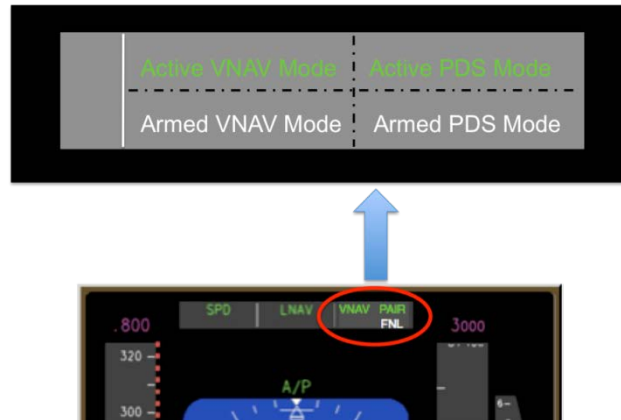 Active VNAV Mode Active PDS Mode
Armed VNAV Mode Armed PDS Mode
SPD LNAV VNAV PAIR
FNL
.800 3000
320
A/P
6
300